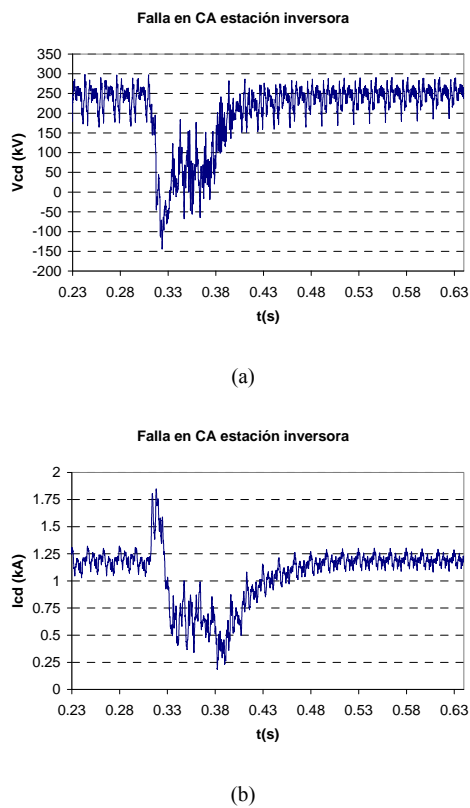 Falla en CA estación inversora
350
300
250
200
150
100
50
0
-50
-100
-150
-200
Vcd (kV)
0.23 0.28 0.33 0.38 0.43 0.48 0.53 0.58 0.63
t(s)
(a)
Falla en CA estación inversora
2
1.75
1.5
1.25
1
0.75
0.5
0.25
0
Icd (kA)
0.23 0.28 0.33 0.38 0.43 0.48 0.53 0.58 0.63
t(s)
(b)